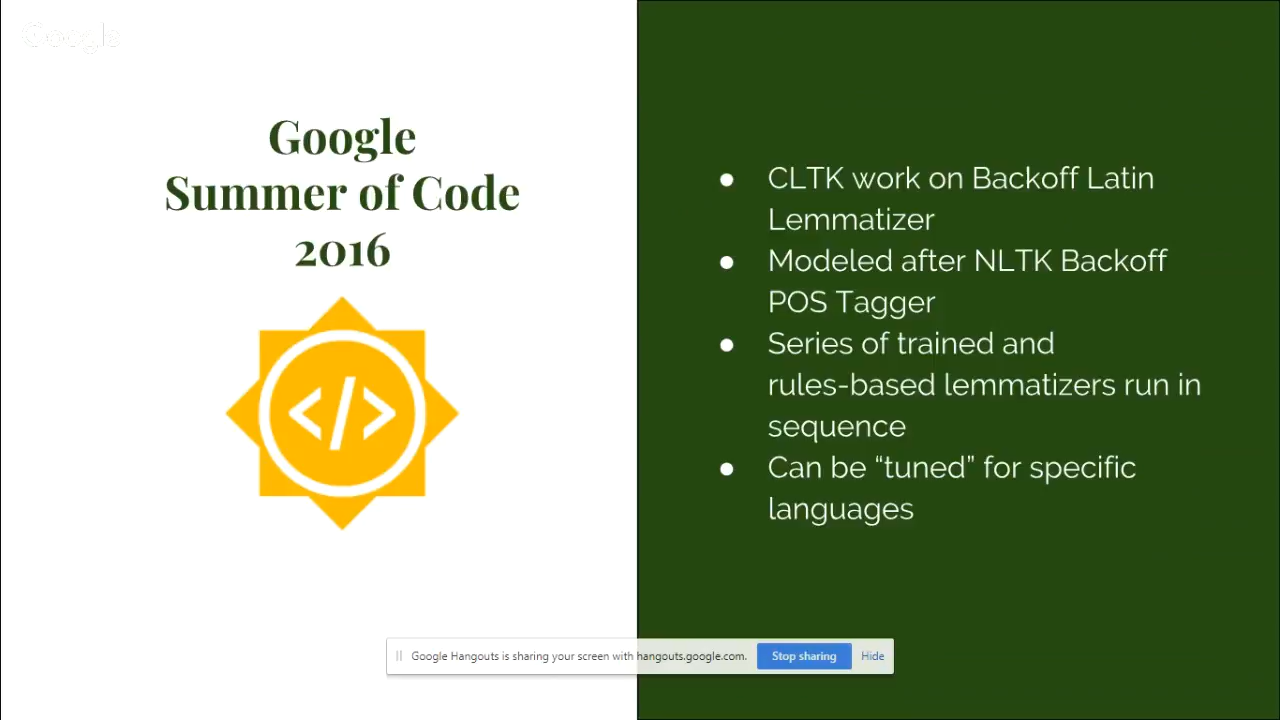 Google
Google
Summer of Code
2016
</>
● CLTK work on Backoff Latin
Lemmatizer
● Modeled after NLTK Backoff
POS Tagger
● Series of trained and
rules-based lemmatizers run in
sequence
● Can be “tuned” for specific
languages
Google Hangouts is sharing your screen with hangouts.google.com. Stop sharing Hide